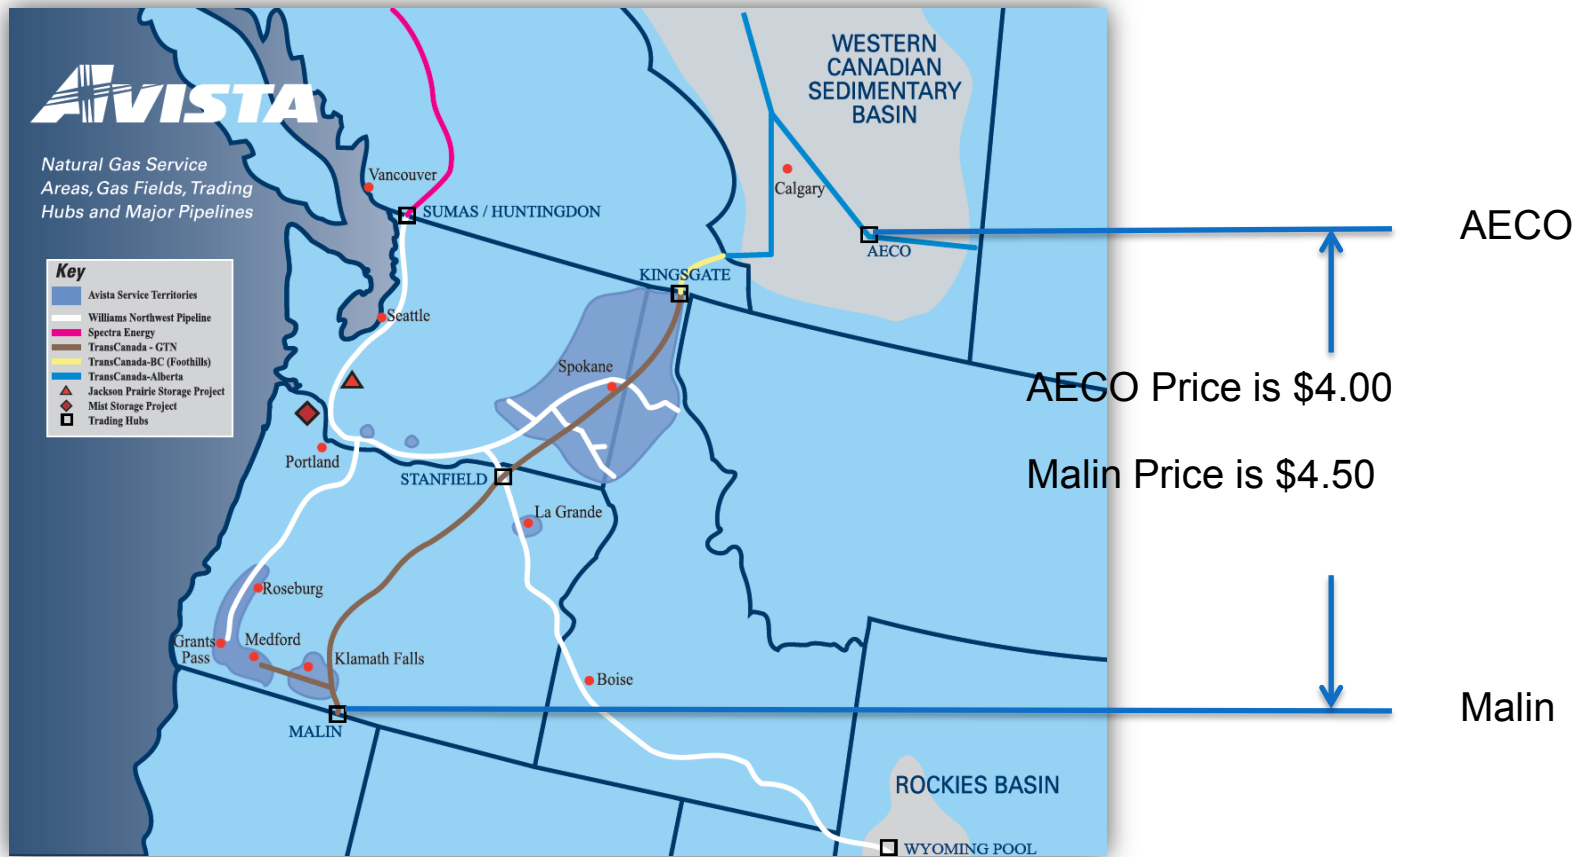 AVISTA
Natural Gas Service
Areas, Gas Fields, Trading
Hubs and Major Pipelines
Key
Avista Service Territories
Williams Northwest Pipeline
Spectra Energy
TransCanada - GTN
TransCanada-BC (Foothills)
TransCanada-Alberta
Jackson Prairie Storage Project
Mist Storage Project
Trading Hubs
WESTERN
CANADIAN
SEDIMENTARY
BASIN
Vancouver
SUMAS / HUNTINGDON
Calgary
AECO
KINGSGATE
Seattle
Spokane
Portland
STANFIELD
La Grande
Roseburg
Grants
Pass
Medford
Klamath Falls
Boise
MALIN
ROCKIES BASIN
WYOMING POOL
AECO
AECO Price is $4.00
Malin Price is $4.50
Malin